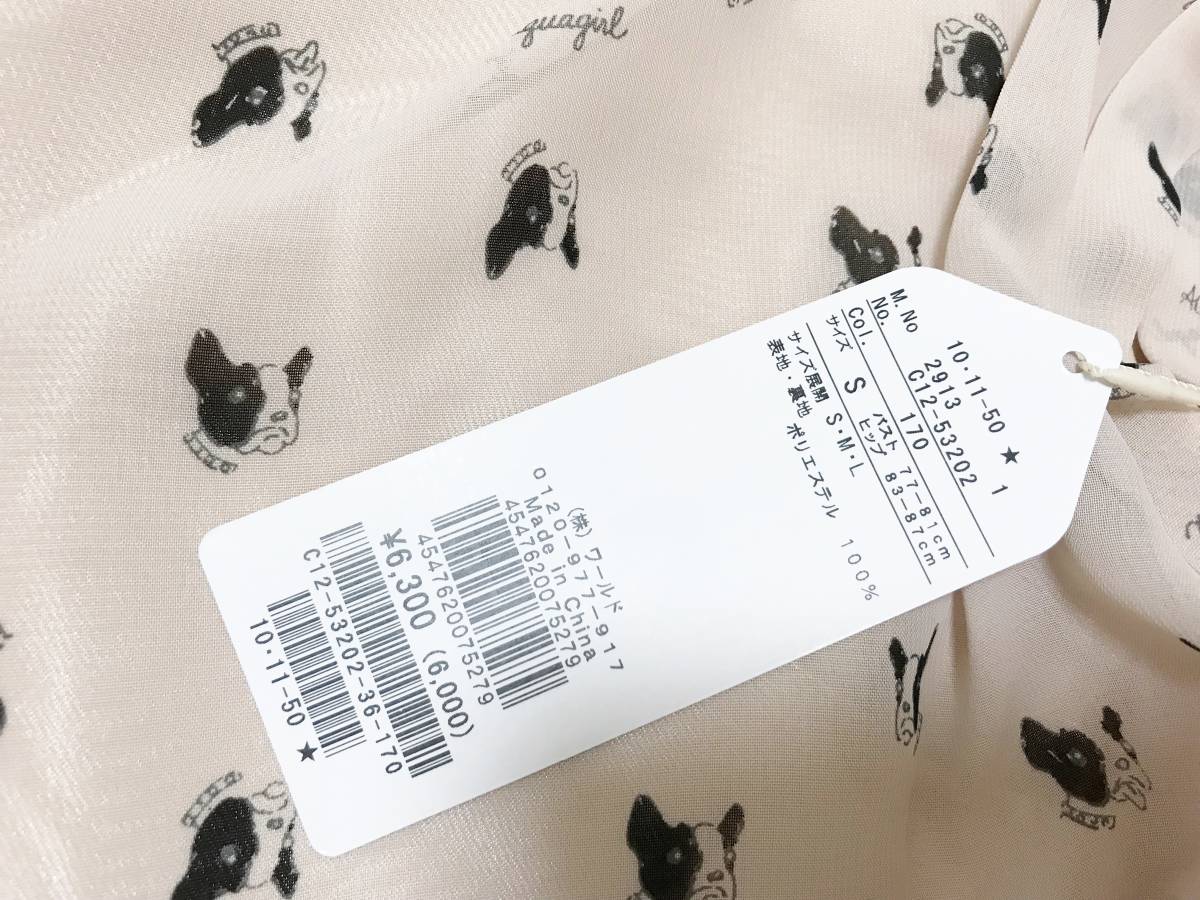 guagirl
10・11-50 ★ 1
M.No 2913
No. C12-53202
Col. 170
サイズ S バスト 77-81cm
ヒップ 83-87cm
サイズ展開 S・M・L
表地・裏地 ポリエステル 100%
(株)ワールド
0120-977-917
Made in China
4547620075279
4547620075279
¥6,300 (6,000)
C12-53202-36-170
10・11-50 ★